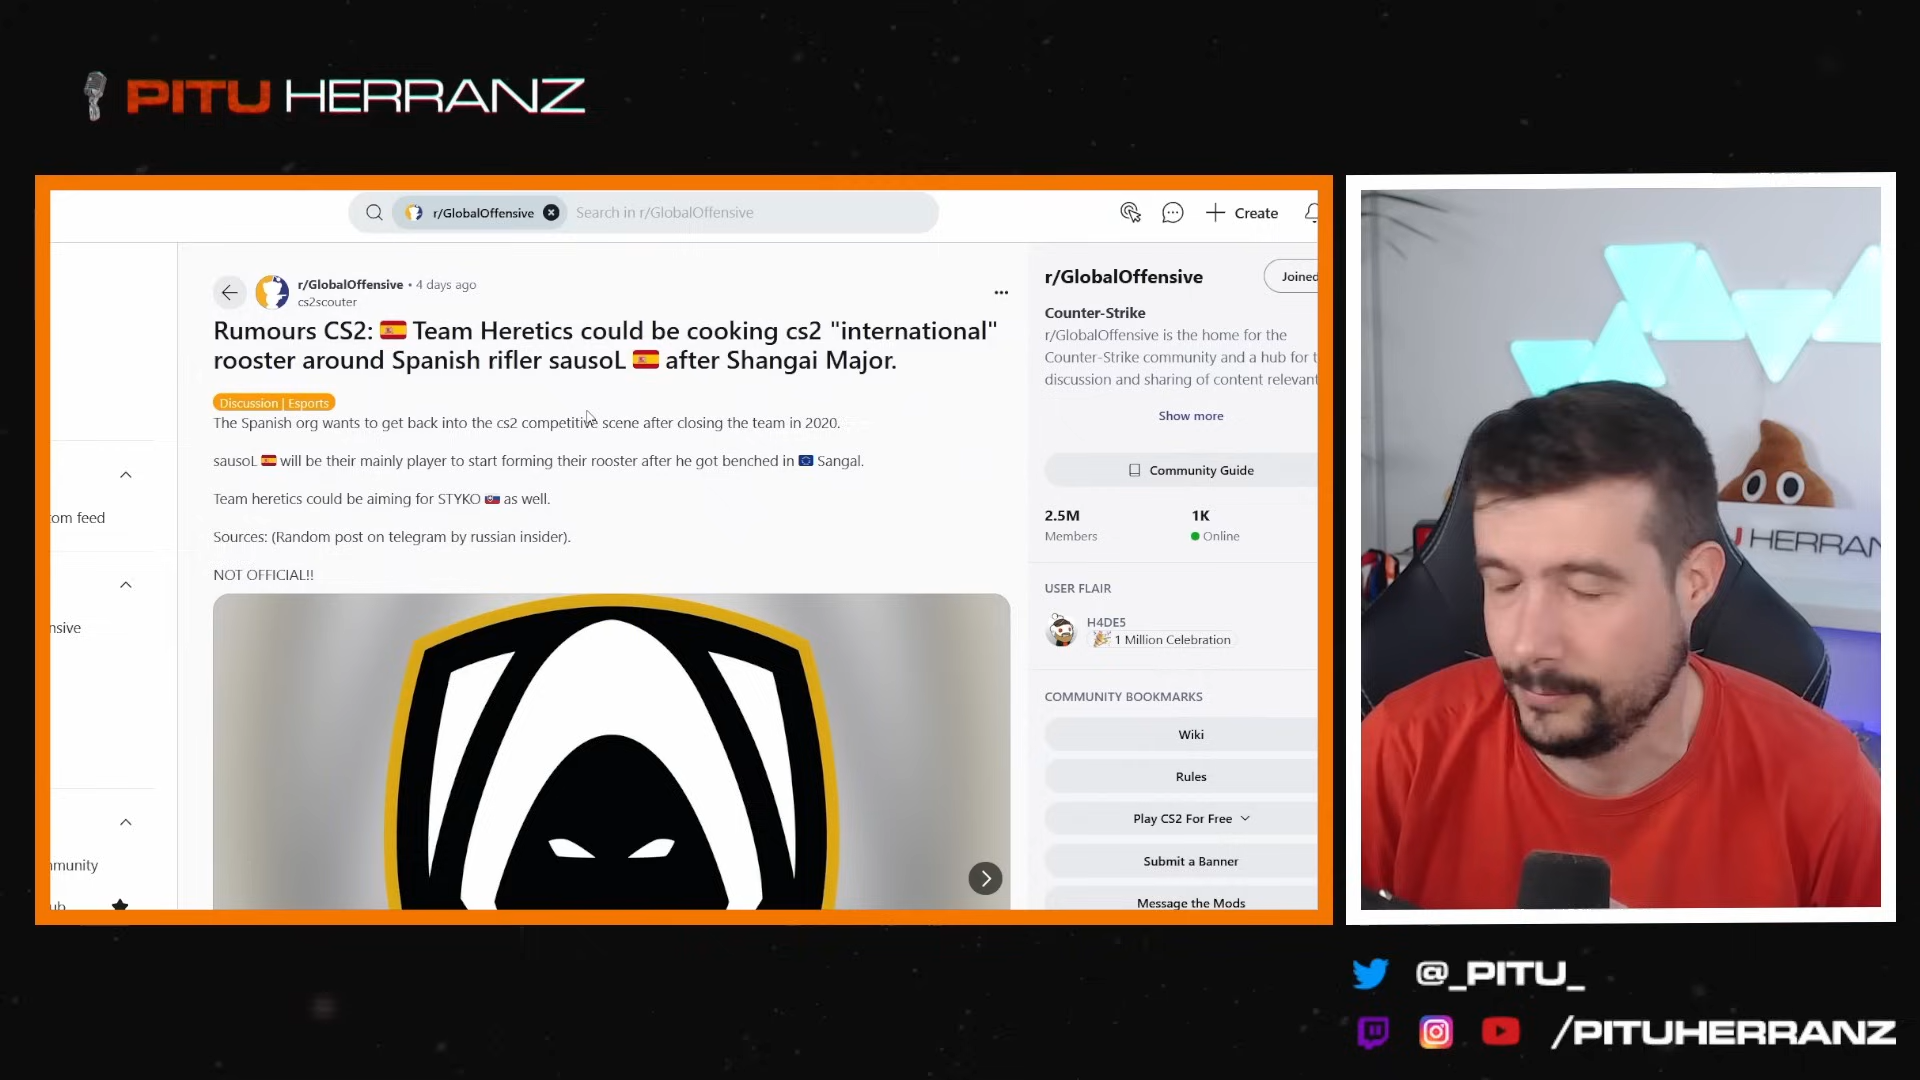 PITU HERRANZ
r/GlobalOffensive
Search in r/GlobalOffensive
Create
r/GlobalOffensive • 4 days ago
cs2scouter
Rumours CS2: 🇪🇸 Team Heretics could be cooking cs2 "international"
rooster around Spanish rifler sausoL 🇪🇸 after Shangai Major.
Discussion | Esports
The Spanish org wants to get back into the cs2 competitive scene after closing the team in 2020.
sausoL 🇪🇸 will be their mainly player to start forming their rooster after he got benched in 🇪🇺 Sangal.
Team heretics could be aiming for STYKO 🇸🇰 as well.
Sources: (Random post on telegram by russian insider).
NOT OFFICIAL!!
om feed
nsive
munity
ub
r/GlobalOffensive
Joined
Counter-Strike
r/GlobalOffensive is the home for the
Counter-Strike community and a hub for t
discussion and sharing of content relevant
Show more
Community Guide
2.5M
1K
Members
Online
USER FLAIR
H4DE5
1 Million Celebration
COMMUNITY BOOKMARKS
Wiki
Rules
Play CS2 For Free
Submit a Banner
Message the Mods
U HERRAN
@_PITU_
/PITUHERRANZ